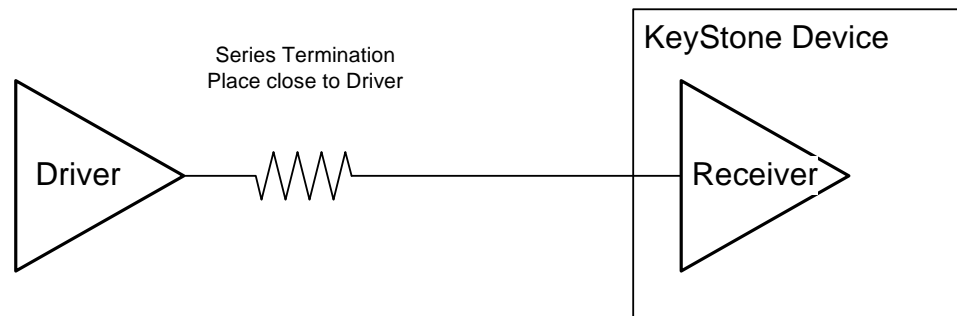 KeyStone Device
Series Termination
Place close to Driver
Driver
Receiver